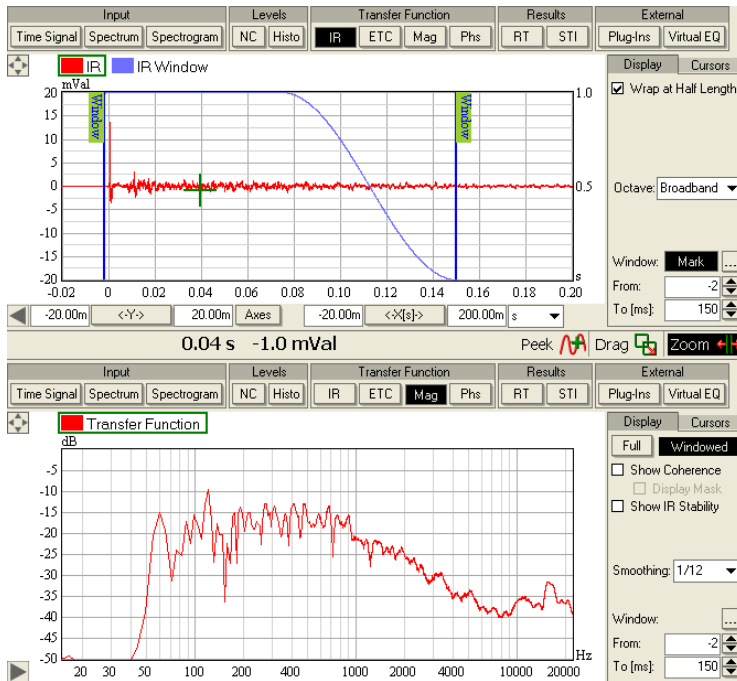 Input Levels Transfer Function Results External
Time Signal Spectrum Spectrogram NC Histo IR ETC Mag Phs RT STI Plug-Ins Virtual EQ
IR IR Window
Display Cursors
mVal
Wrap at Half Length
20 15 10 5 0 -5 -10 -15 -20
Window Window
1.0 0.5
s
Octave: Broadband
Window: Mark ...
From: -2
To [ms]: 150
-0.02 0 0.02 0.04 0.06 0.08 0.10 0.12 0.14 0.16 0.18 0.20
-20.00m <-Y-> 20.00m Axes -20.00m <-X[s]-> 200.00m s
0.04 s -1.0 mVal Peek Drag Zoom
Input Levels Transfer Function Results External
Time Signal Spectrum Spectrogram NC Histo IR ETC Mag Phs RT STI Plug-Ins Virtual EQ
Transfer Function
Display Cursors
dB
Full Windowed
Show Coherence
Display Mask
Show IR Stability
-5 -10 -15 -20 -25 -30 -35 -40 -45 -50
Smoothing: 1/12
Window: ...
From: -2
To [ms]: 150
Hz
20 30 50 100 200 400 1000 2000 4000 10000 20000